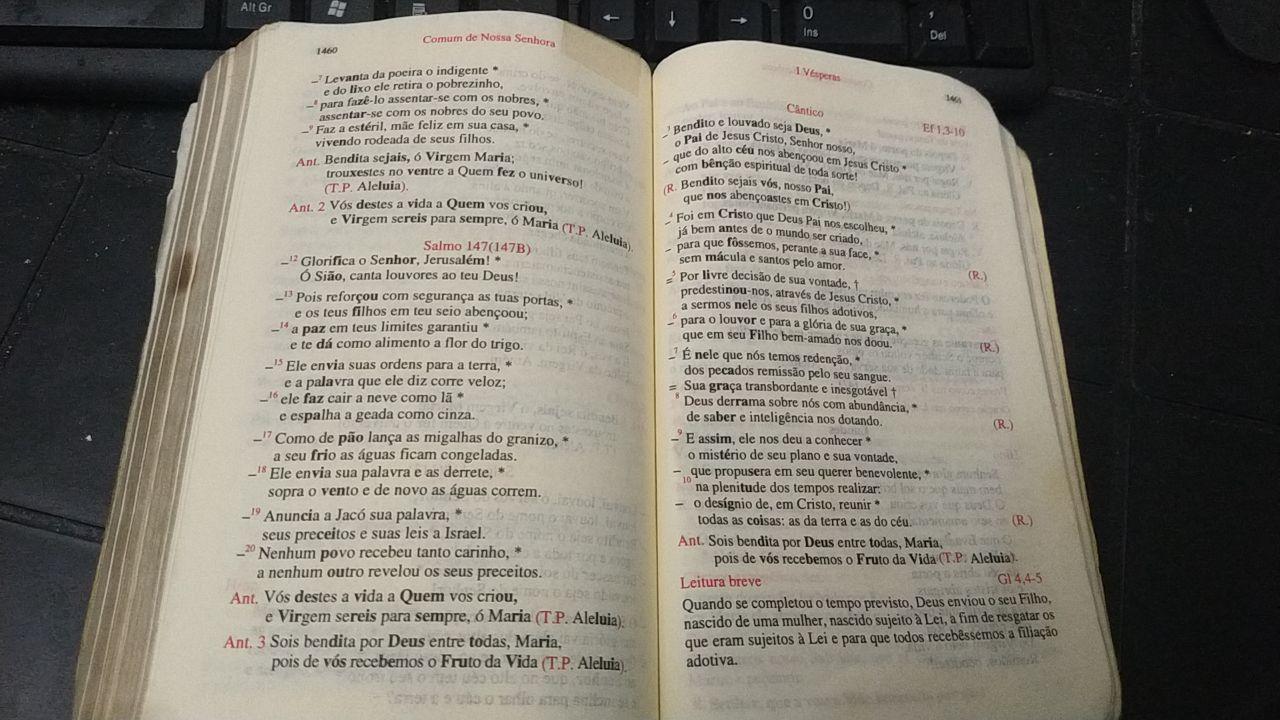 Alt Gr
0
Ins
,
Del
1460
Comum de Nossa Senhora
–⁷ Levanta da poeira o indigente *
e do lixo ele retira o pobrezinho,
–⁸ para fazê-lo assentar-se com os nobres, *
assentar-se com os nobres do seu povo.
–⁹ Faz a estéril, mãe feliz em sua casa, *
vivendo rodeada de seus filhos.
Ant. Bendita sejais, ó Virgem Maria;
trouxestes no ventre a Quem fez o universo!
(T.P. Aleluia).
Ant. 2 Vós destes a vida a Quem vos criou,
e Virgem sereis para sempre, ó Maria (T.P. Aleluia).
Salmo 147(147B)
–¹² Glorifica o Senhor, Jerusalém! *
Ó Sião, canta louvores ao teu Deus!
–¹³ Pois reforçou com segurança as tuas portas, *
e os teus filhos em teu seio abençoou;
–¹⁴ a paz em teus limites garantiu *
e te dá como alimento a flor do trigo.
–¹⁵ Ele envia suas ordens para a terra, *
e a palavra que ele diz corre veloz;
–¹⁶ ele faz cair a neve como lã *
e espalha a geada como cinza.
–¹⁷ Como de pão lança as migalhas do granizo, *
a seu frio as águas ficam congeladas.
–¹⁸ Ele envia sua palavra e as derrete, *
sopra o vento e de novo as águas correm.
–¹⁹ Anuncia a Jacó sua palavra, *
seus preceitos e suas leis a Israel.
–²⁰ Nenhum povo recebeu tanto carinho, *
a nenhum outro revelou os seus preceitos.
Ant. Vós destes a vida a Quem vos criou,
e Virgem sereis para sempre, ó Maria (T.P. Aleluia).
Ant. 3 Sois bendita por Deus entre todas, Maria,
pois de vós recebemos o Fruto da Vida (T.P. Aleluia).
I Vésperas
1461
Cântico
Ef 1,3-10
–³ Bendito e louvado seja Deus, *
o Pai de Jesus Cristo, Senhor nosso,
– que do alto céu nos abençoou em Jesus Cristo *
com bênção espiritual de toda sorte!
(R. Bendito sejais vós, nosso Pai,
que nos abençoastes em Cristo!)
–⁴ Foi em Cristo que Deus Pai nos escolheu, *
já bem antes de o mundo ser criado,
– para que fôssemos, perante a sua face, *
sem mácula e santos pelo amor. (R.)
=⁵ Por livre decisão de sua vontade, †
predestinou-nos, através de Jesus Cristo, *
a sermos nele os seus filhos adotivos,
–⁶ para o louvor e para a glória de sua graça, *
que em seu Filho bem-amado nos doou. (R.)
–⁷ É nele que nós temos redenção, *
dos pecados remissão pelo seu sangue.
= Sua graça transbordante e inesgotável †
⁸ Deus derrama sobre nós com abundância, *
de saber e inteligência nos dotando. (R.)
–⁹ E assim, ele nos deu a conhecer *
o mistério de seu plano e sua vontade,
– que propusera em seu querer benevolente, *
¹⁰ na plenitude dos tempos realizar:
– o desígnio de, em Cristo, reunir *
todas as coisas: as da terra e as do céu. (R.)
Ant. Sois bendita por Deus entre todas, Maria,
pois de vós recebemos o Fruto da Vida (T.P. Aleluia).
Leitura breve Gl 4,4-5
Quando se completou o tempo previsto, Deus enviou o seu Filho,
nascido de uma mulher, nascido sujeito à Lei, a fim de resgatar os
que eram sujeitos à Lei e para que todos recebêssemos a filiação
adotiva.